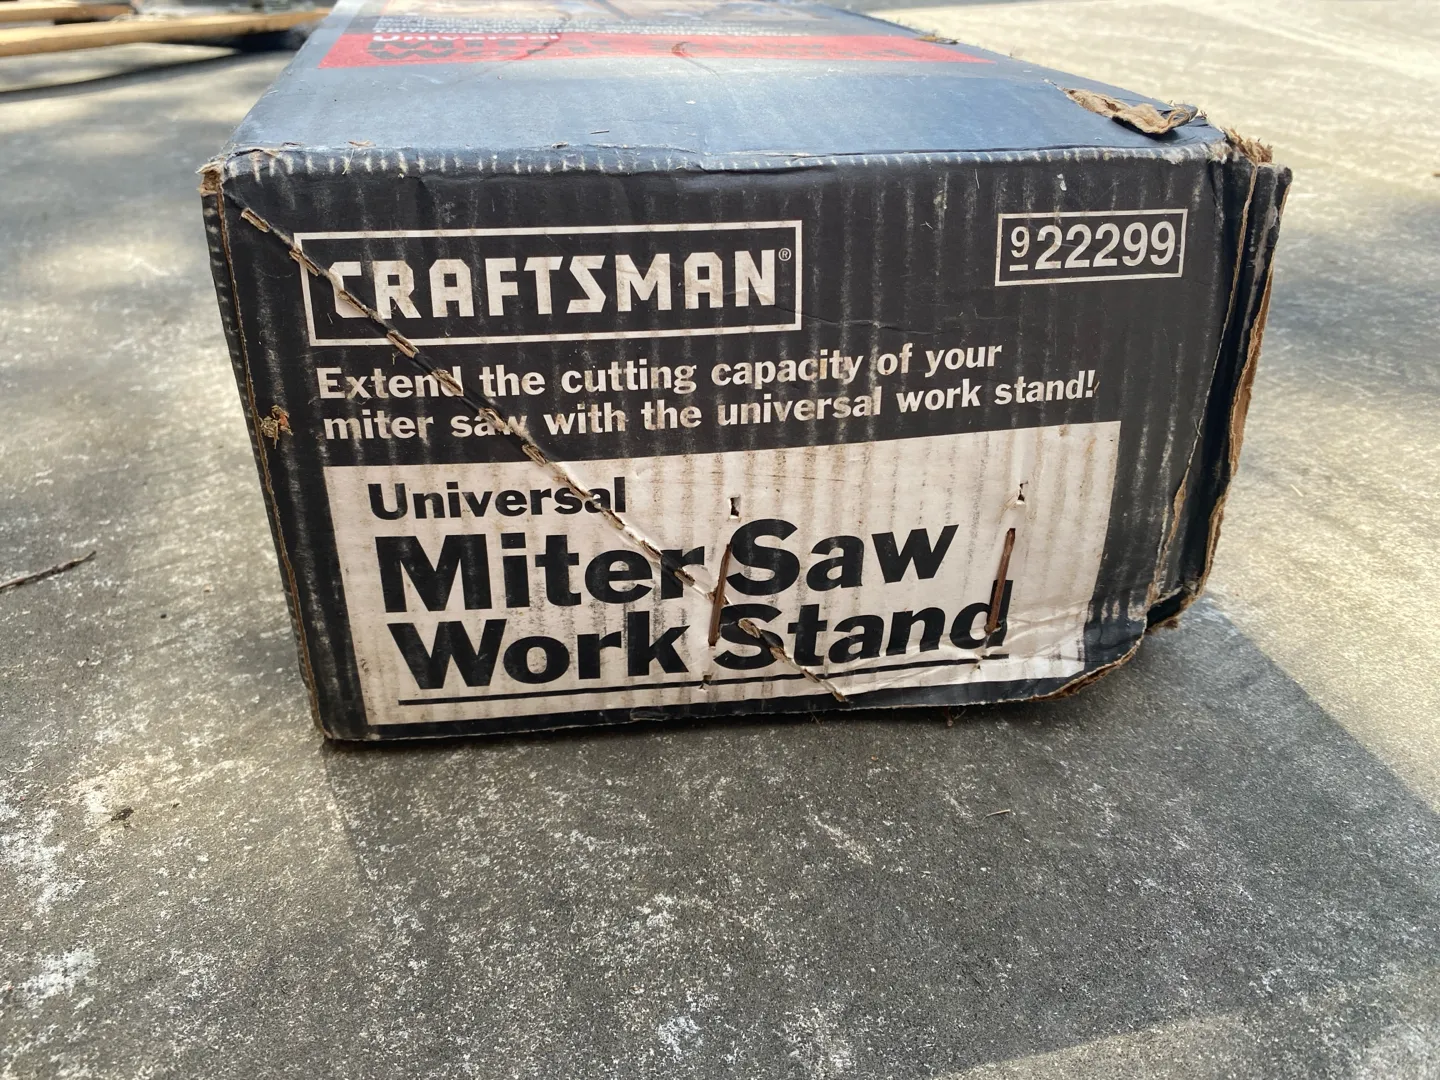 Universal
CRAFTSMAN®
922299
Extend the cutting capacity of your
miter saw with the universal work stand!
Universal
Miter Saw
Work Stand